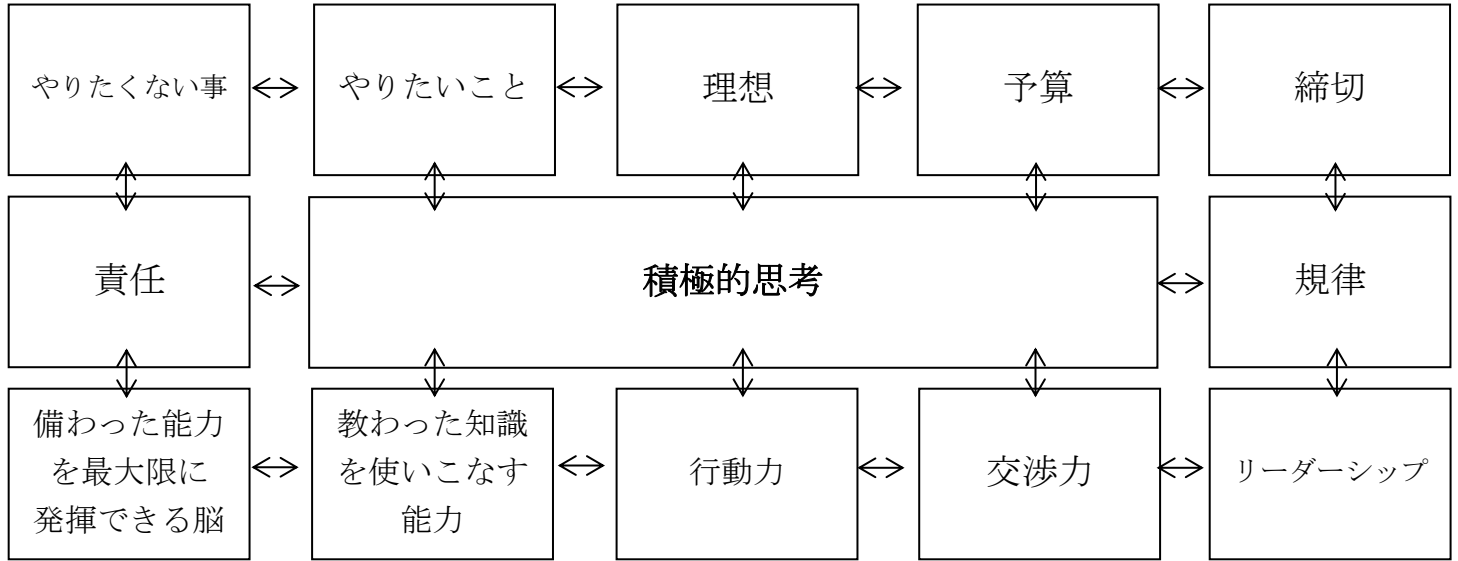 やりたくない事
やりたいこと
理想
予算
締切
責任
積極的思考
規律
備わった能力
を最大限に
発揮できる脳
教わった知識
を使いこなす
能力
行動力
交渉力
リーダーシップ